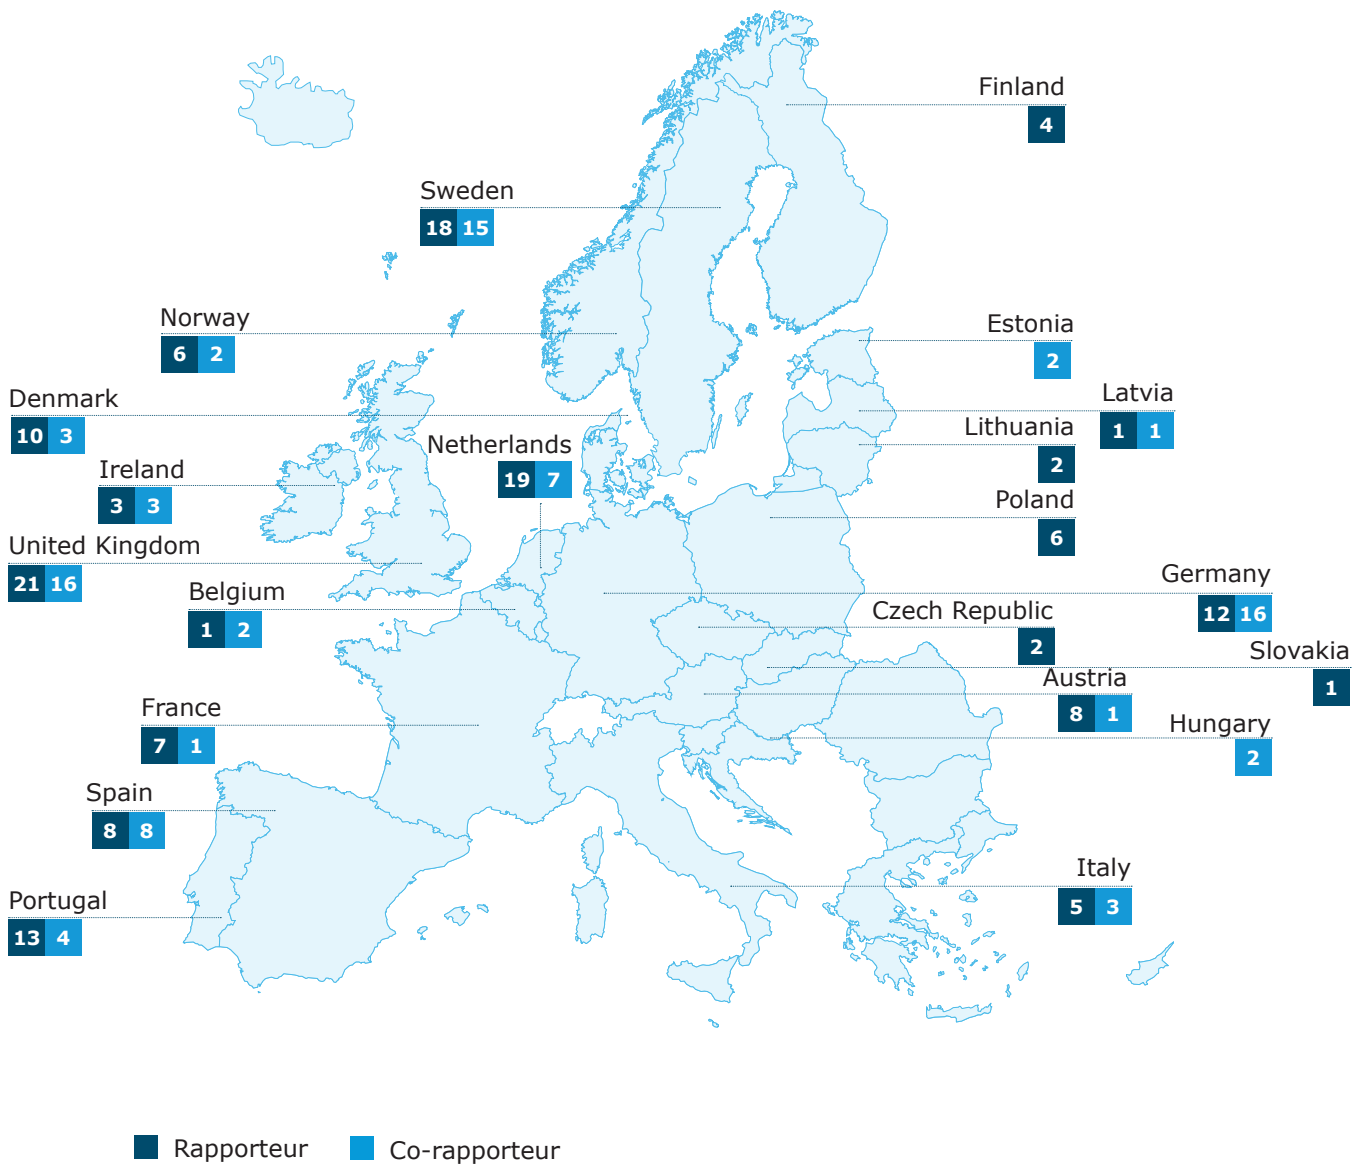 Finland
4
Sweden
18 15
Norway
6 2
Estonia
2
Denmark
10 3
Latvia
1 1
Lithuania
2
Netherlands
19 7
Ireland
3 3
Poland
6
United Kingdom
21 16
Germany
12 16
Belgium
1 2
Czech Republic
2
Slovakia
1
Austria
8 1
France
7 1
Hungary
2
Spain
8 8
Italy
5 3
Portugal
13 4
Rapporteur
Co-rapporteur